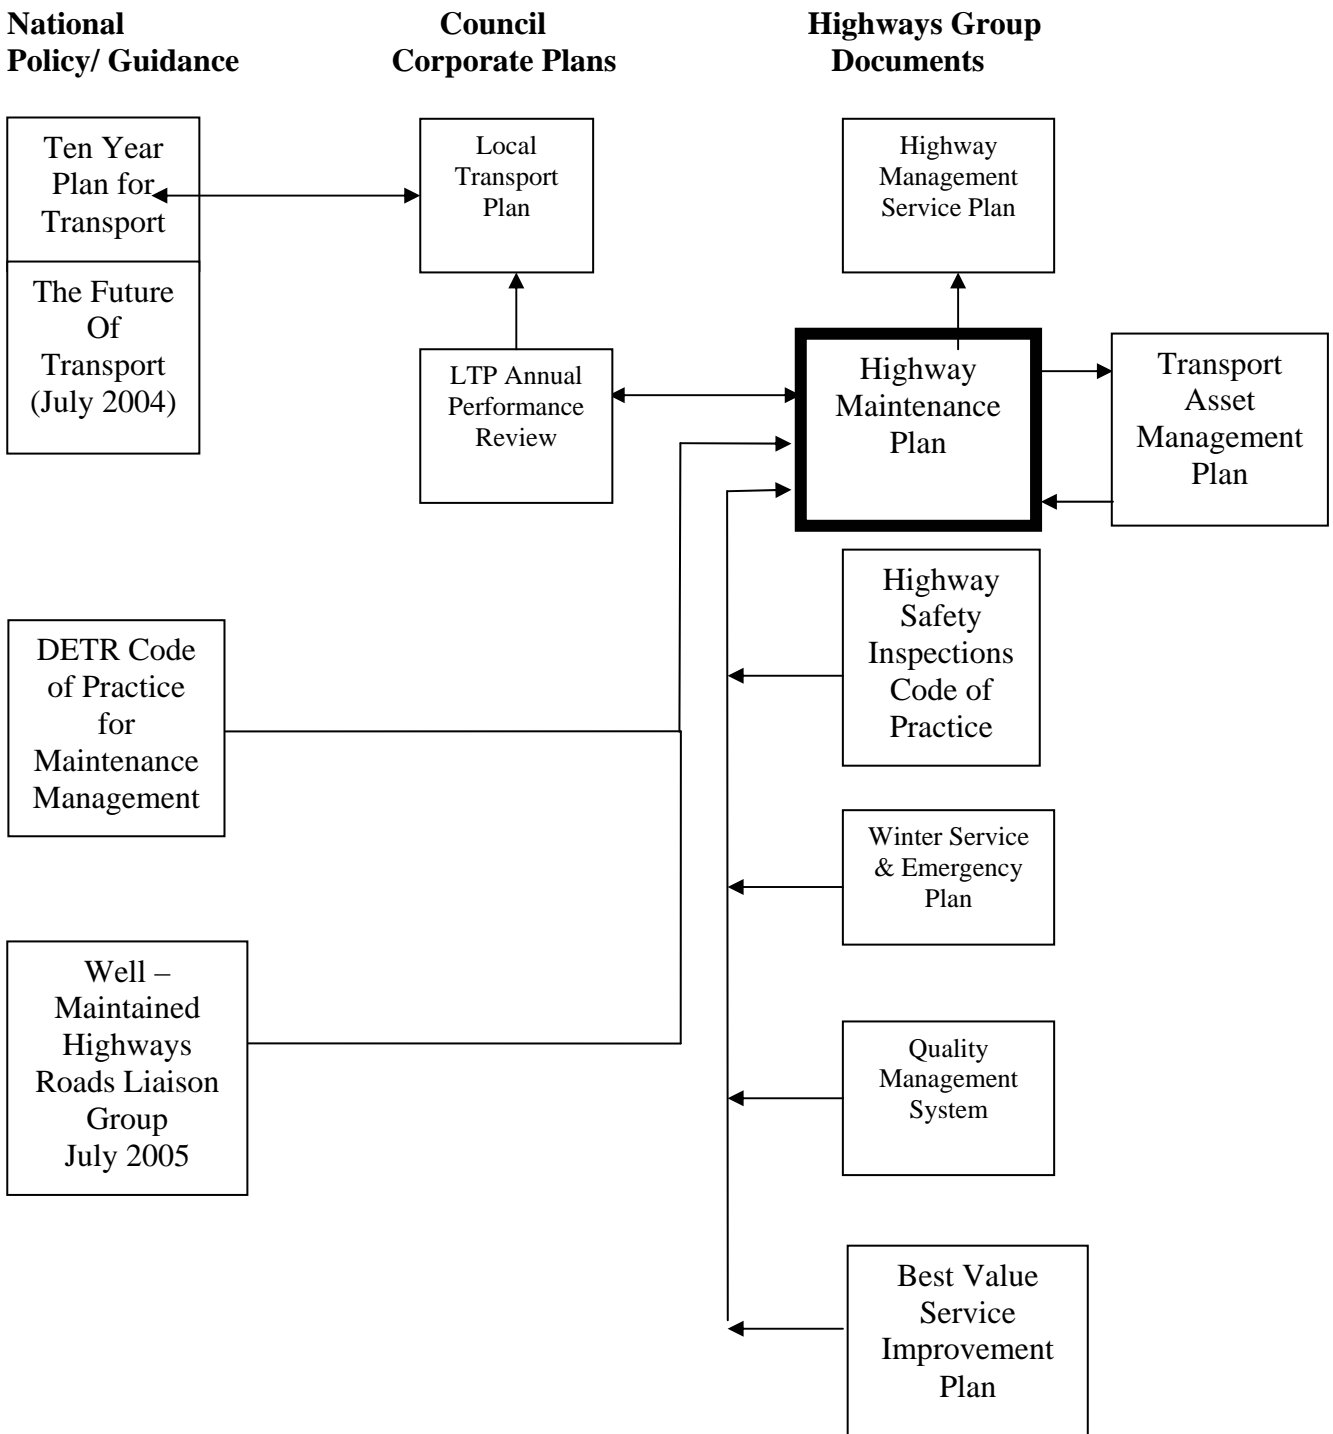 National
Policy/ Guidance
Council
Corporate Plans
Highways Group
Documents
Ten Year
Plan for
Transport
The Future
Of
Transport
(July 2004)
Local
Transport
Plan
LTP Annual
Performance
Review
Highway
Management
Service Plan
Highway
Maintenance
Plan
Transport
Asset
Management
Plan
DETR Code
of Practice
for
Maintenance
Management
Well –
Maintained
Highways
Roads Liaison
Group
July 2005
Highway
Safety
Inspections
Code of
Practice
Winter Service
& Emergency
Plan
Quality
Management
System
Best Value
Service
Improvement
Plan